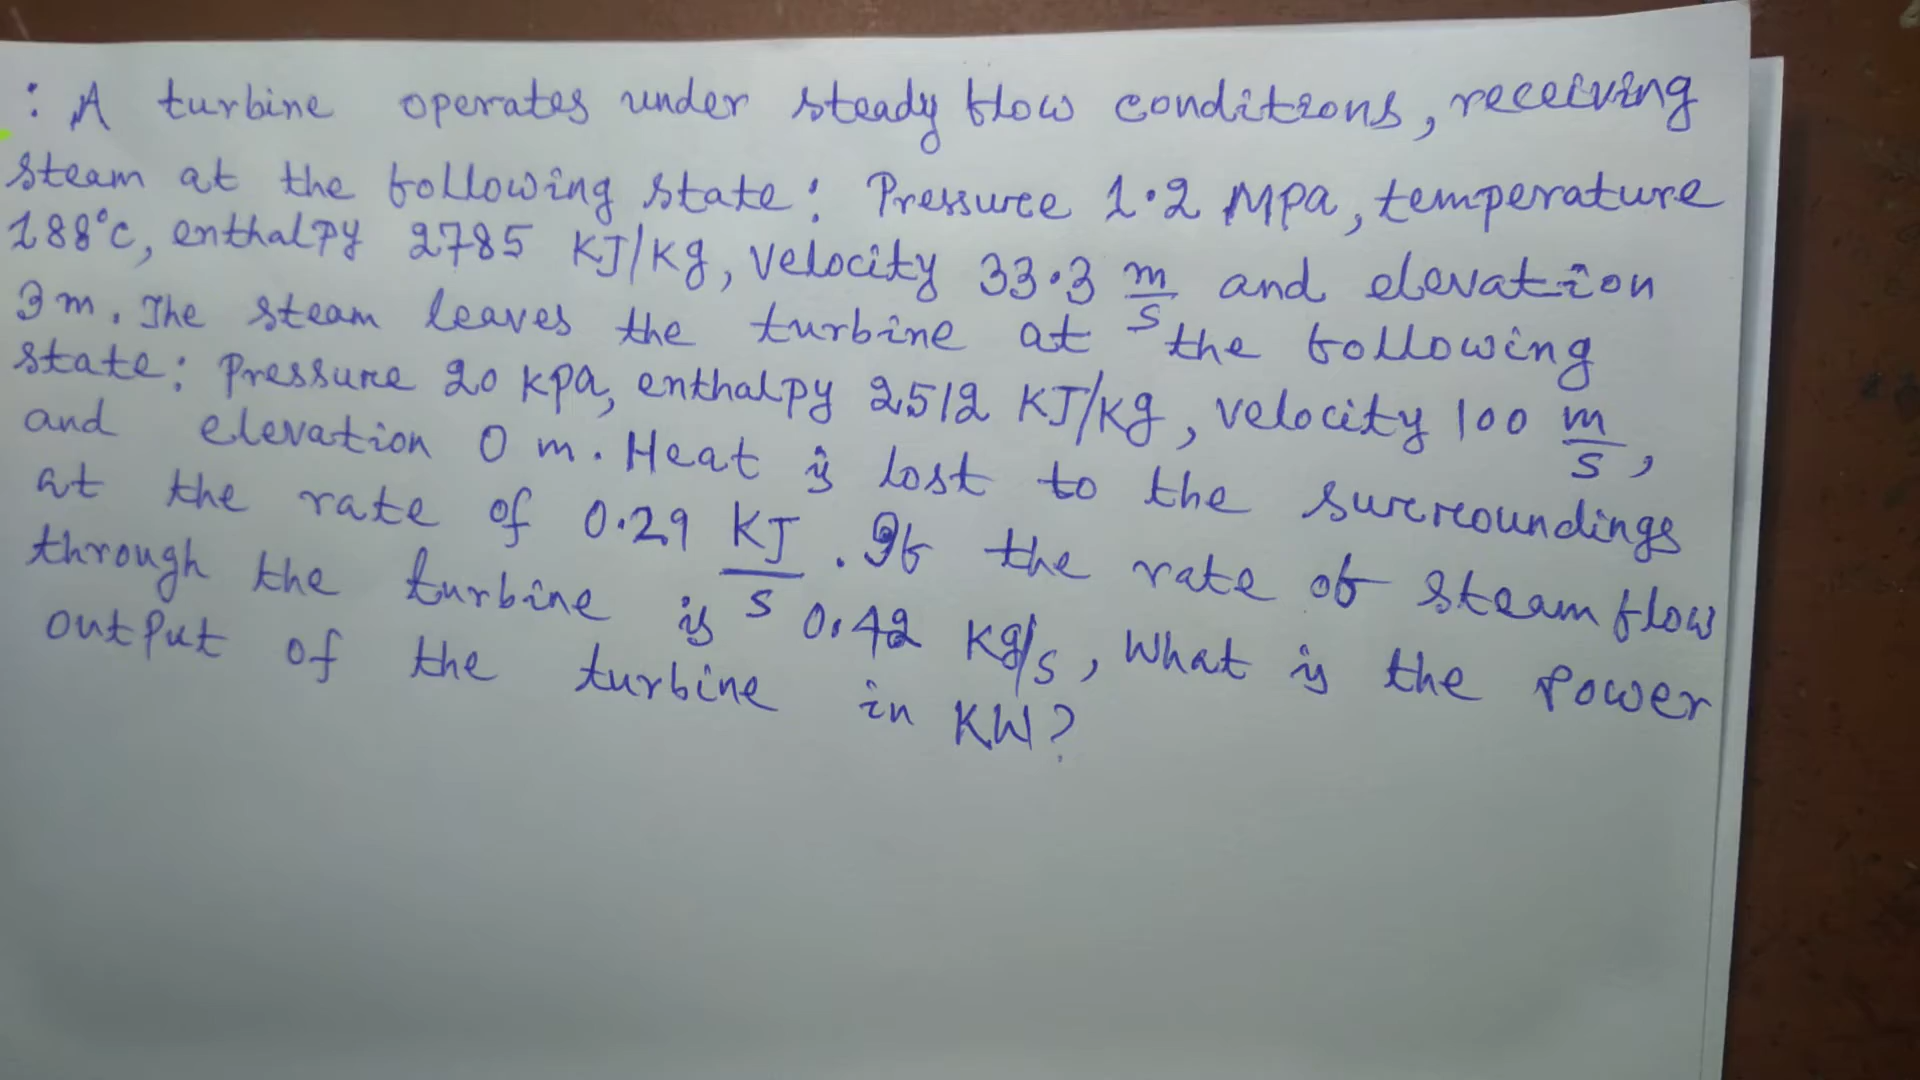 : A turbine operates under steady flow conditions, receiving
steam at the following state: Pressure 1.2 MPa, temperature
188°C, enthalpy 2785 KJ/Kg, velocity 33.3 m/s and elevation
3m. The steam leaves the turbine at the following
state: Pressure 20 kpa, enthalpy 2512 KJ/Kg, velocity 100 m/s,
and elevation 0 m. Heat is lost to the surroundings
at the rate of 0.29 KJ/s. If the rate of steam flow
through the turbine is 0.42 Kg/s, What is the Power
output of the turbine in KW?